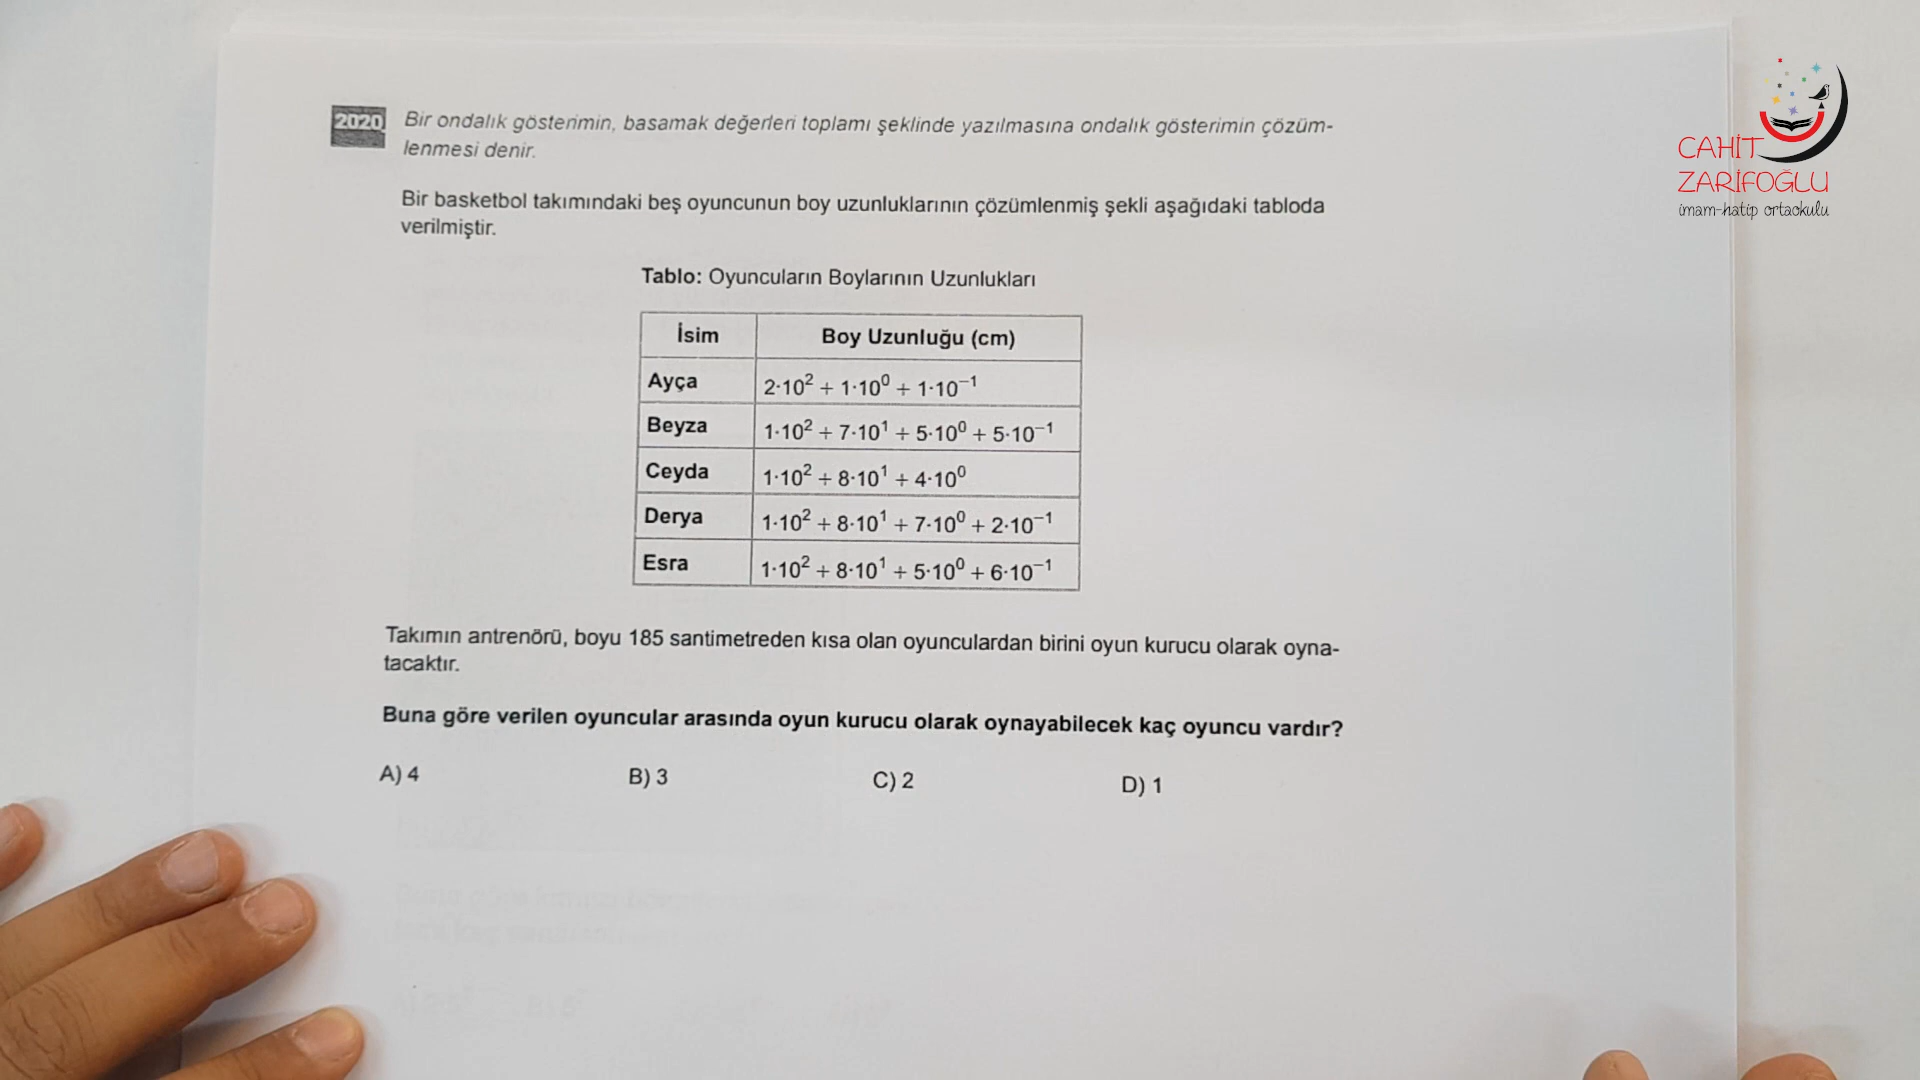 CAHİT
ZARİFOĞLU
imam-hatip ortaokulu
2020 Bir ondalık gösterimin, basamak değerleri toplamı şeklinde yazılmasına ondalık gösterimin çözüm-
lenmesi denir.
Bir basketbol takımındaki beş oyuncunun boy uzunluklarının çözümlenmiş şekli aşağıdaki tabloda
verilmiştir.
Tablo: Oyuncuların Boylarının Uzunlukları
İsim Boy Uzunluğu (cm)
Ayça 2·10² + 1·10⁰ + 1·10⁻¹
Beyza 1·10² + 7·10¹ + 5·10⁰ + 5·10⁻¹
Ceyda 1·10² + 8·10¹ + 4·10⁰
Derya 1·10² + 8·10¹ + 7·10⁰ + 2·10⁻¹
Esra 1·10² + 8·10¹ + 5·10⁰ + 6·10⁻¹
Takımın antrenörü, boyu 185 santimetreden kısa olan oyunculardan birini oyun kurucu olarak oyna-
tacaktır.
Buna göre verilen oyuncular arasında oyun kurucu olarak oynayabilecek kaç oyuncu vardır?
A) 4 B) 3 C) 2 D) 1